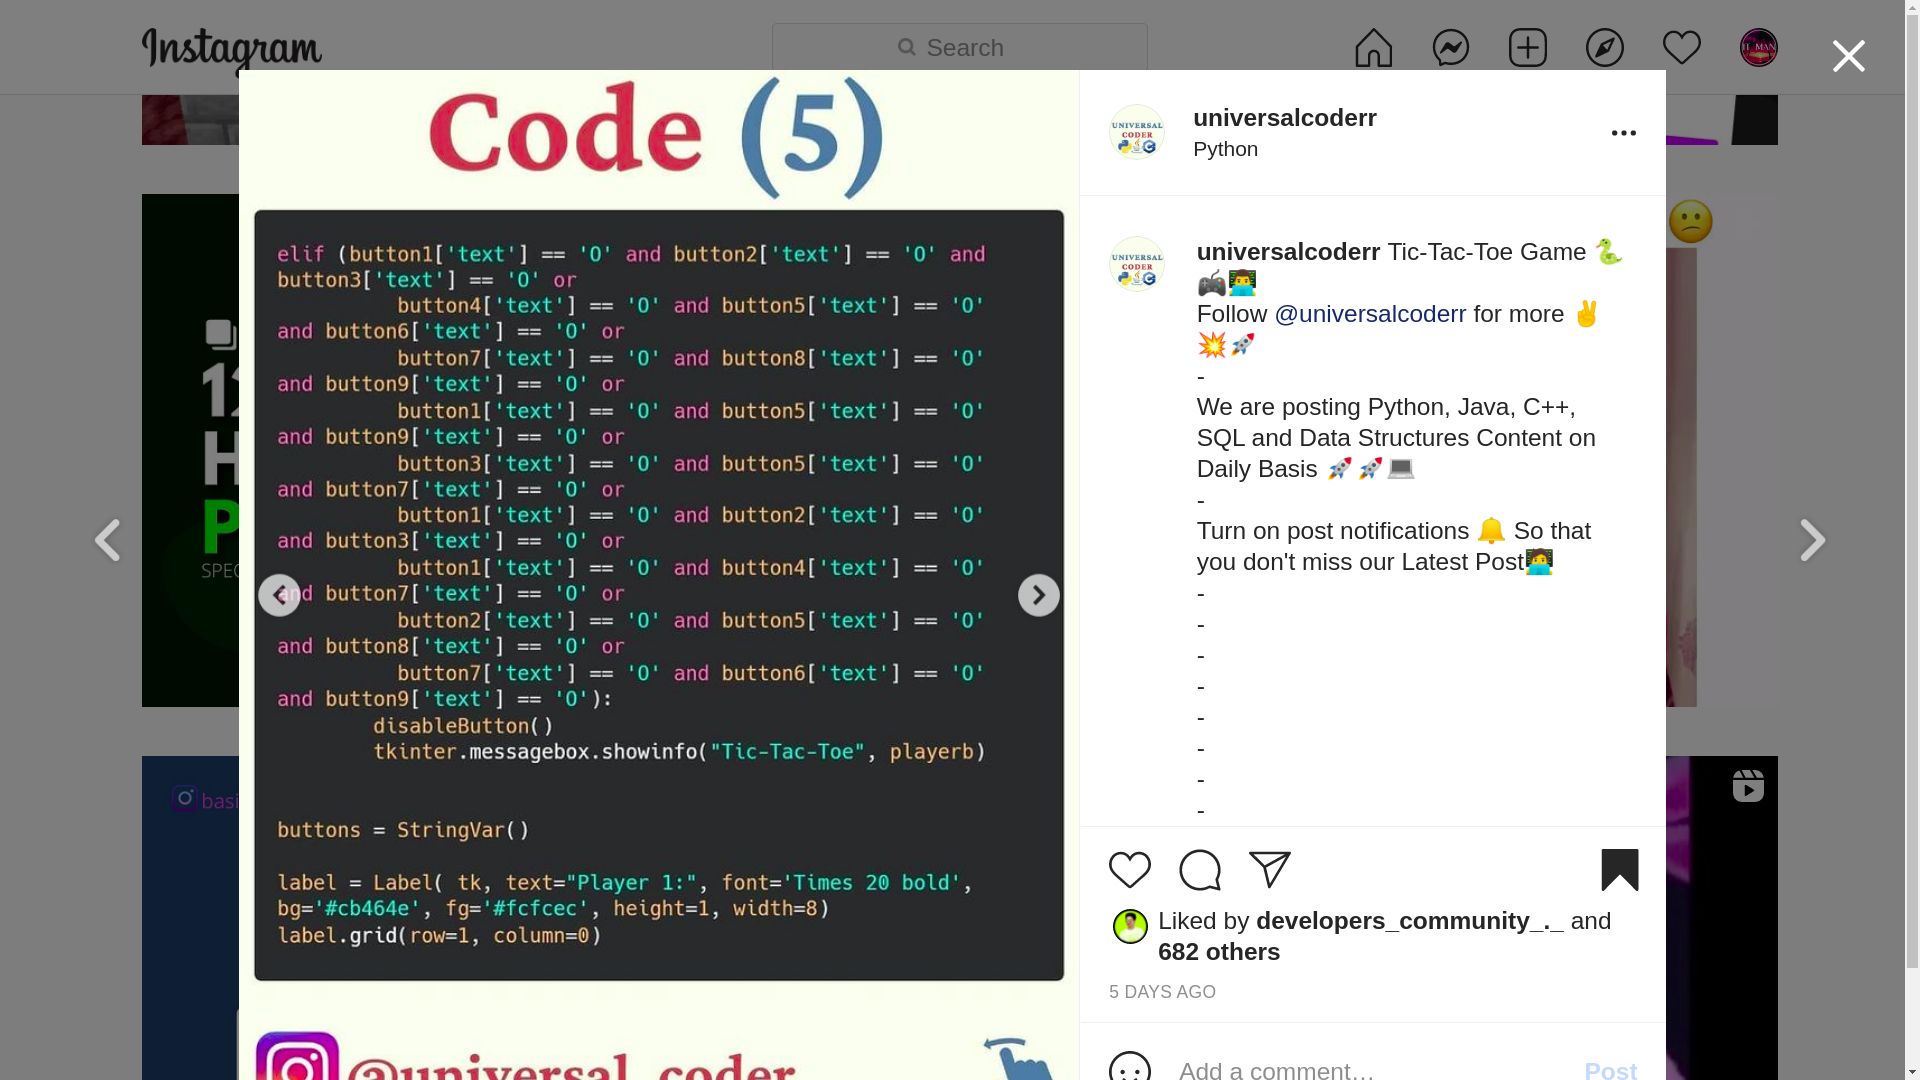 Instagram
Search
Code (5)
elif (button1['text'] == 'O' and button2['text'] == 'O' and
button3['text'] == 'O' or
button4['text'] == 'O' and button5['text'] == 'O'
and button6['text'] == 'O' or
button7['text'] == 'O' and button8['text'] == 'O'
and button9['text'] == 'O' or
button1['text'] == 'O' and button5['text'] == 'O'
and button9['text'] == 'O' or
button3['text'] == 'O' and button5['text'] == 'O'
and button7['text'] == 'O' or
button1['text'] == 'O' and button2['text'] == 'O'
and button3['text'] == 'O' or
button1['text'] == 'O' and button4['text'] == 'O'
and button7['text'] == 'O' or
button2['text'] == 'O' and button5['text'] == 'O'
and button8['text'] == 'O' or
button7['text'] == 'O' and button6['text'] == 'O'
and button9['text'] == 'O'):
disableButton()
tkinter.messagebox.showinfo("Tic-Tac-Toe", playerb)
buttons = StringVar()
label = Label( tk, text="Player 1:", font='Times 20 bold',
bg='#cb464e', fg='#fcfcec', height=1, width=8)
label.grid(row=1, column=0)
@universal_coder
UNIVERSAL
CODER
universalcoderr
Python
UNIVERSAL
CODER
universalcoderr Tic-Tac-Toe Game 🐍
🎮👨‍💻
Follow @universalcoderr for more ✌️
💥🚀
-
We are posting Python, Java, C++,
SQL and Data Structures Content on
Daily Basis 🚀🚀💻
-
Turn on post notifications 🔔 So that
you don't miss our Latest Post🧑‍💻
-
-
-
-
-
-
-
-
Liked by developers_community_._ and
682 others
5 DAYS AGO
Add a comment…
Post